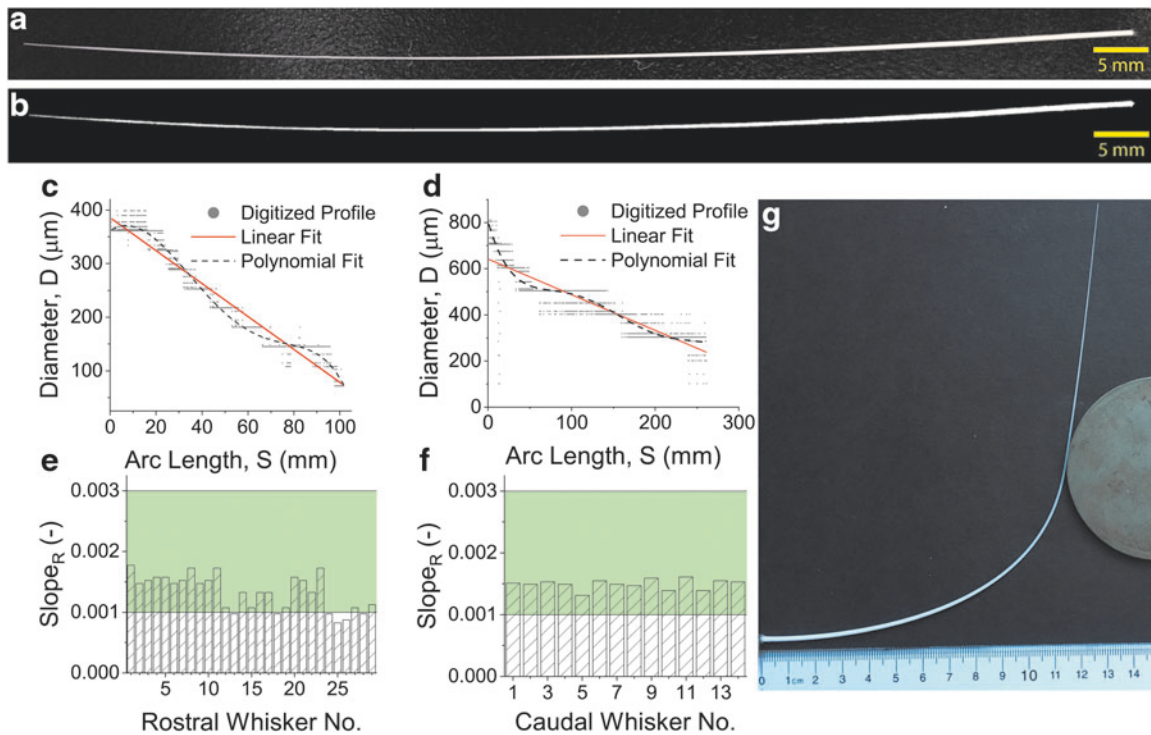 a
5 mm
b
5 mm
c
Digitized Profile
Linear Fit
Polynomial Fit
400
300
200
100
Diameter, D (μm)
0 20 40 60 80 100
Arc Length, S (mm)
d
Digitized Profile
Linear Fit
Polynomial Fit
800
600
400
200
0
Diameter, D (μm)
0 100 200 300
Arc Length, S (mm)
e
0.003
0.002
0.001
0.000
Slope_R (-)
5 10 15 20 25
Rostral Whisker No.
f
0.003
0.002
0.001
0.000
Slope_R (-)
1 3 5 7 9 11 13
Caudal Whisker No.
g
0 1cm 2 3 4 5 6 7 8 9 10 11 12 13 14